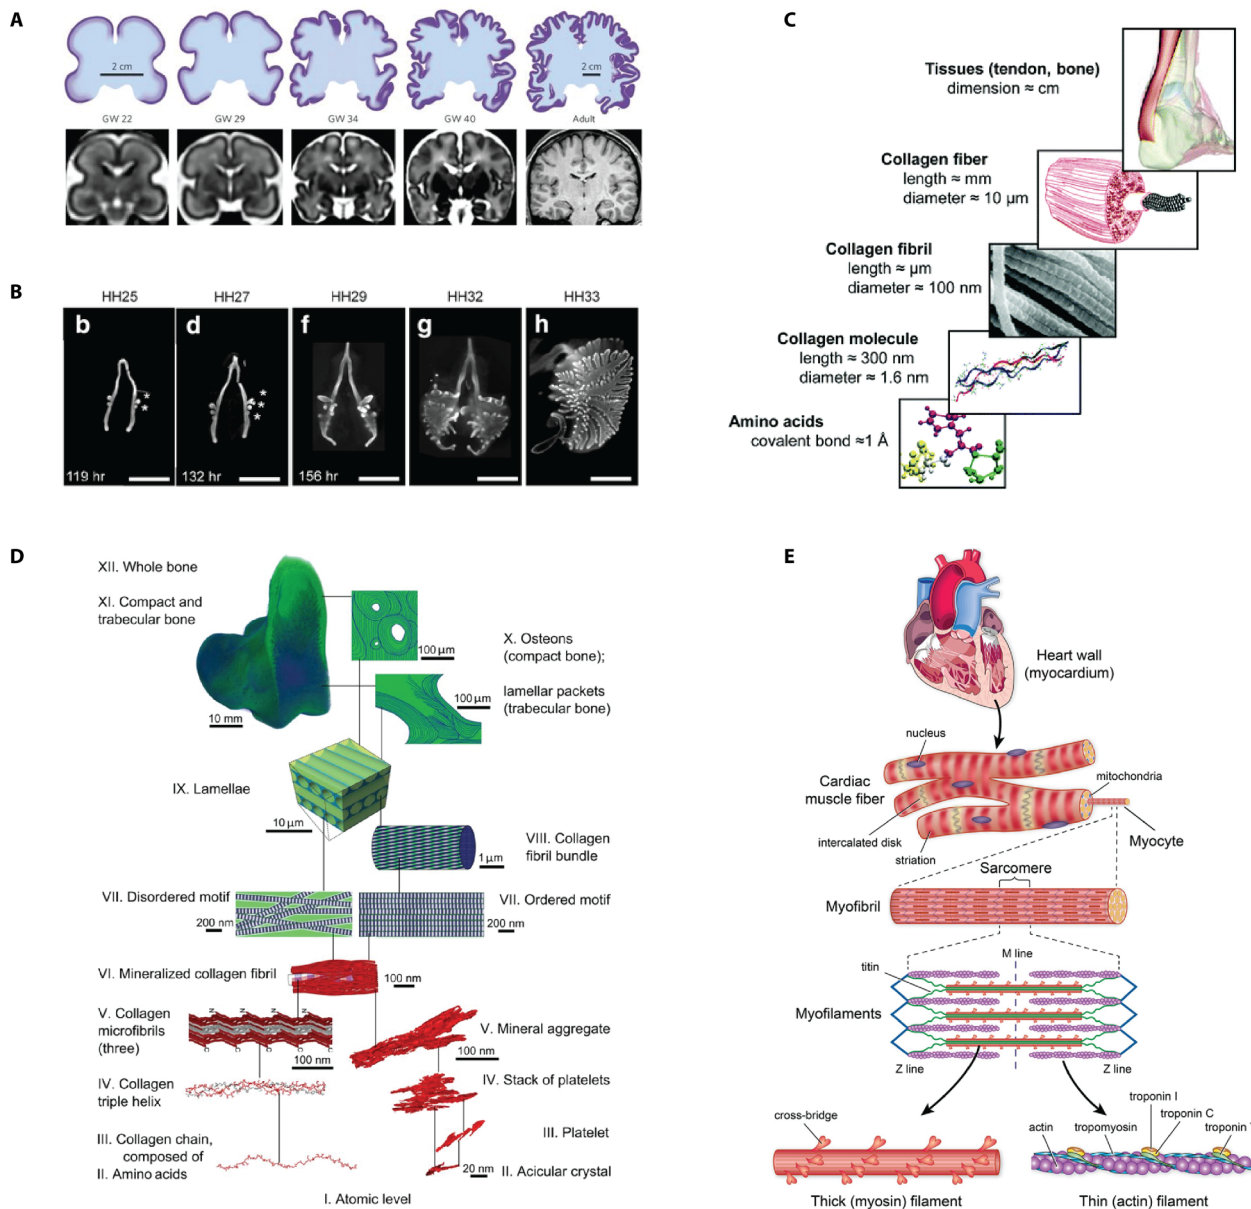 A
2 cm
2 cm
GW 22
GW 29
GW 34
GW 40
Adult
B
HH25
HH27
HH29
HH32
HH33
b
d
f
g
h
*
*
*
*
*
119 hr
132 hr
156 hr
C
Tissues (tendon, bone)
dimension ≈ cm
Collagen fiber
length ≈ mm
diameter ≈ 10 µm
Collagen fibril
length ≈ µm
diameter ≈ 100 nm
Collagen molecule
length ≈ 300 nm
diameter ≈ 1.6 nm
Amino acids
covalent bond ≈1 Å
D
XII. Whole bone
XI. Compact and
trabecular bone
10 mm
100 µm
X. Osteons
(compact bone);
100 µm
lamellar packets
(trabecular bone)
IX. Lamellae
10 µm
VIII. Collagen
fibril bundle
1 µm
VII. Disordered motif
200 nm
VII. Ordered motif
200 nm
VI. Mineralized collagen fibril
100 nm
V. Collagen
microfibrils
(three)
100 nm
V. Mineral aggregate
100 nm
IV. Collagen
triple helix
IV. Stack of platelets
III. Collagen chain,
composed of
II. Amino acids
III. Platelet
20 nm
II. Acicular crystal
I. Atomic level
E
Heart wall
(myocardium)
nucleus
Cardiac
muscle fiber
mitochondria
intercalated disk
striation
Myocyte
Sarcomere
Myofibril
M line
titin
Myofilaments
Z line
Z line
cross-bridge
Thick (myosin) filament
troponin I
troponin C
actin
tropomyosin
troponin
Thin (actin) filament